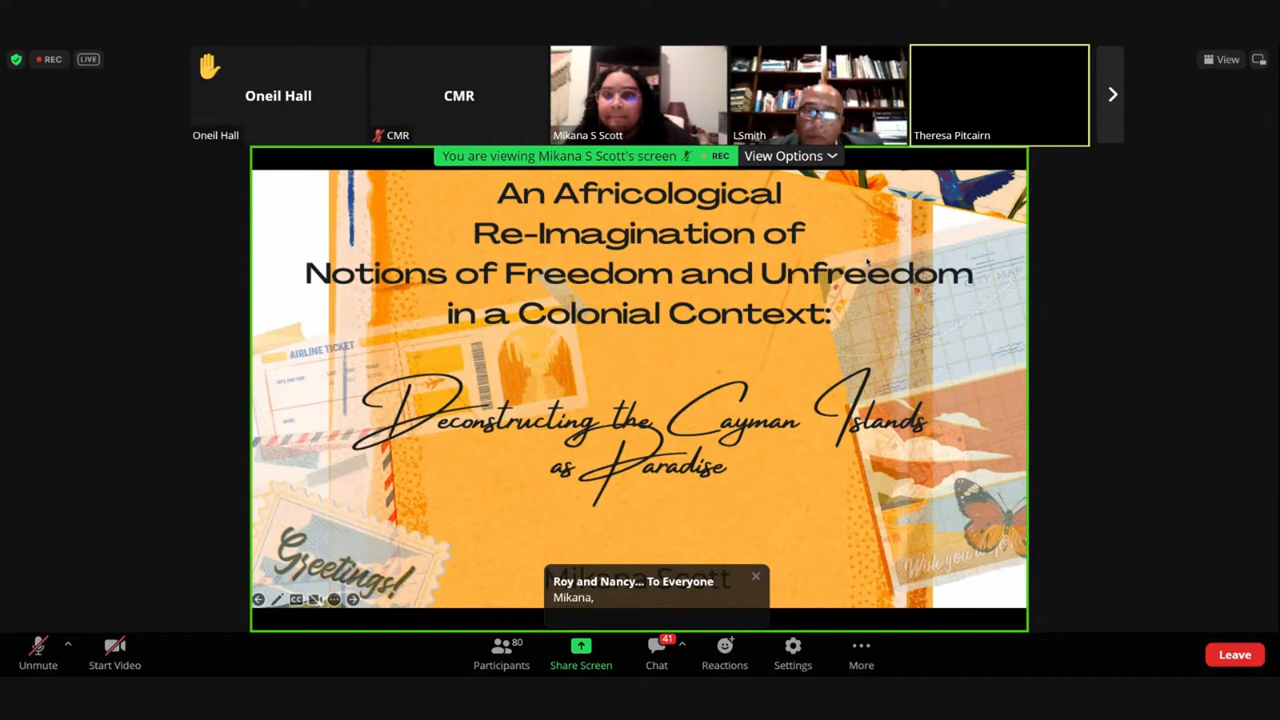 REC
LIVE
View
Oneil Hall
CMR
Oneil Hall
CMR
Mikana S Scott
LSmith
Theresa Pitcairn
You are viewing Mikana S Scott's screen
REC
View Options
An Africological
Re-Imagination of
Notions of Freedom and Unfreedom
in a Colonial Context:
AIRLINE TICKET
Deconstructing the Cayman Islands
as Paradise
Greetings!
Roy and Nancy... To Everyone
Mikana,
CC
Unmute
Start Video
Participants
80
Share Screen
Chat
41
Reactions
Settings
More
Leave